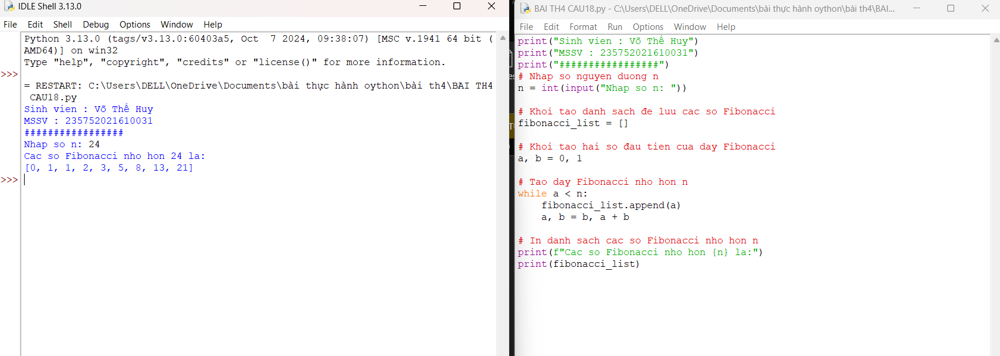 IDLE Shell 3.13.0
File Edit Shell Debug Options Window Help
Python 3.13.0 (tags/v3.13.0:60403a5, Oct  7 2024, 09:38:07) [MSC v.1941 64 bit (
AMD64)] on win32
Type "help", "copyright", "credits" or "license()" for more information.
>>>
= RESTART: C:\Users\DELL\OneDrive\Documents\bài thực hành oython\bài th4\BAI TH4
 CAU18.py
Sinh vien : Võ Thế Huy
MSSV : 235752021610031
#################
Nhap so n: 24
Cac so Fibonacci nho hon 24 la:
[0, 1, 1, 2, 3, 5, 8, 13, 21]
>>>
BAI TH4 CAU18.py - C:\Users\DELL\OneDrive\Documents\bài thực hành oython\bài th4\BAI...
File Edit Format Run Options Window Help
print("Sinh vien : Võ Thế Huy")
print("MSSV : 235752021610031")
print("#################")
# Nhap so nguyen duong n
n = int(input("Nhap so n: "))
# Khoi tao danh sach đe luu cac so Fibonacci
fibonacci_list = []
# Khoi tao hai so đau tien cua day Fibonacci
a, b = 0, 1
# Tao day Fibonacci nho hon n
while a < n:
    fibonacci_list.append(a)
    a, b = b, a + b
# In danh sach cac so Fibonacci nho hon n
print(f"Cac so Fibonacci nho hon {n} la:")
print(fibonacci_list)